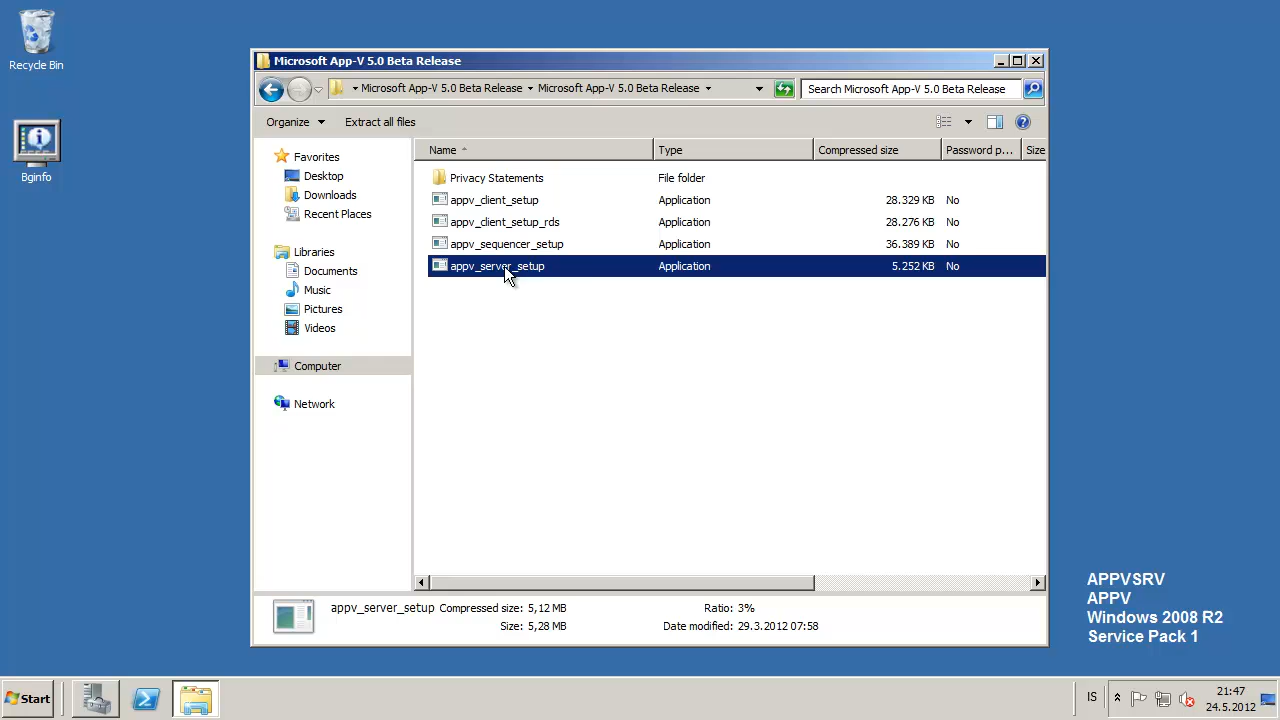 Recycle Bin
Bginfo
Microsoft App-V 5.0 Beta Release
Microsoft App-V 5.0 Beta Release Microsoft App-V 5.0 Beta Release Search Microsoft App-V 5.0 Beta Release
Organize Extract all files
Favorites
Desktop
Downloads
Recent Places
Libraries
Documents
Music
Pictures
Videos
Computer
Network
Name Type Compressed size Password p... Size
Privacy Statements File folder
appv_client_setup Application 28.329 KB No
appv_client_setup_rds Application 28.276 KB No
appv_sequencer_setup Application 36.389 KB No
appv_server_setup Application 5.252 KB No
appv_server_setup Compressed size: 5,12 MB Ratio: 3%
Size: 5,28 MB Date modified: 29.3.2012 07:58
APPVSRV
APPV
Windows 2008 R2
Service Pack 1
Start IS 21:47
24.5.2012